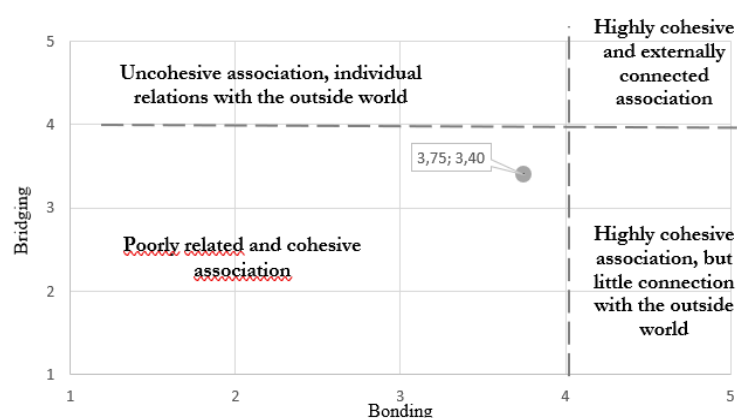 Highly cohesive
and externally
connected
association
Uncohesive association, individual
relations with the outside world
5
4
3
2
1
Bridging
3,75; 3,40
Poorly related and cohesive
association
Highly cohesive
association, but
little connection
with the outside
world
1
2
3
4
5
Bonding